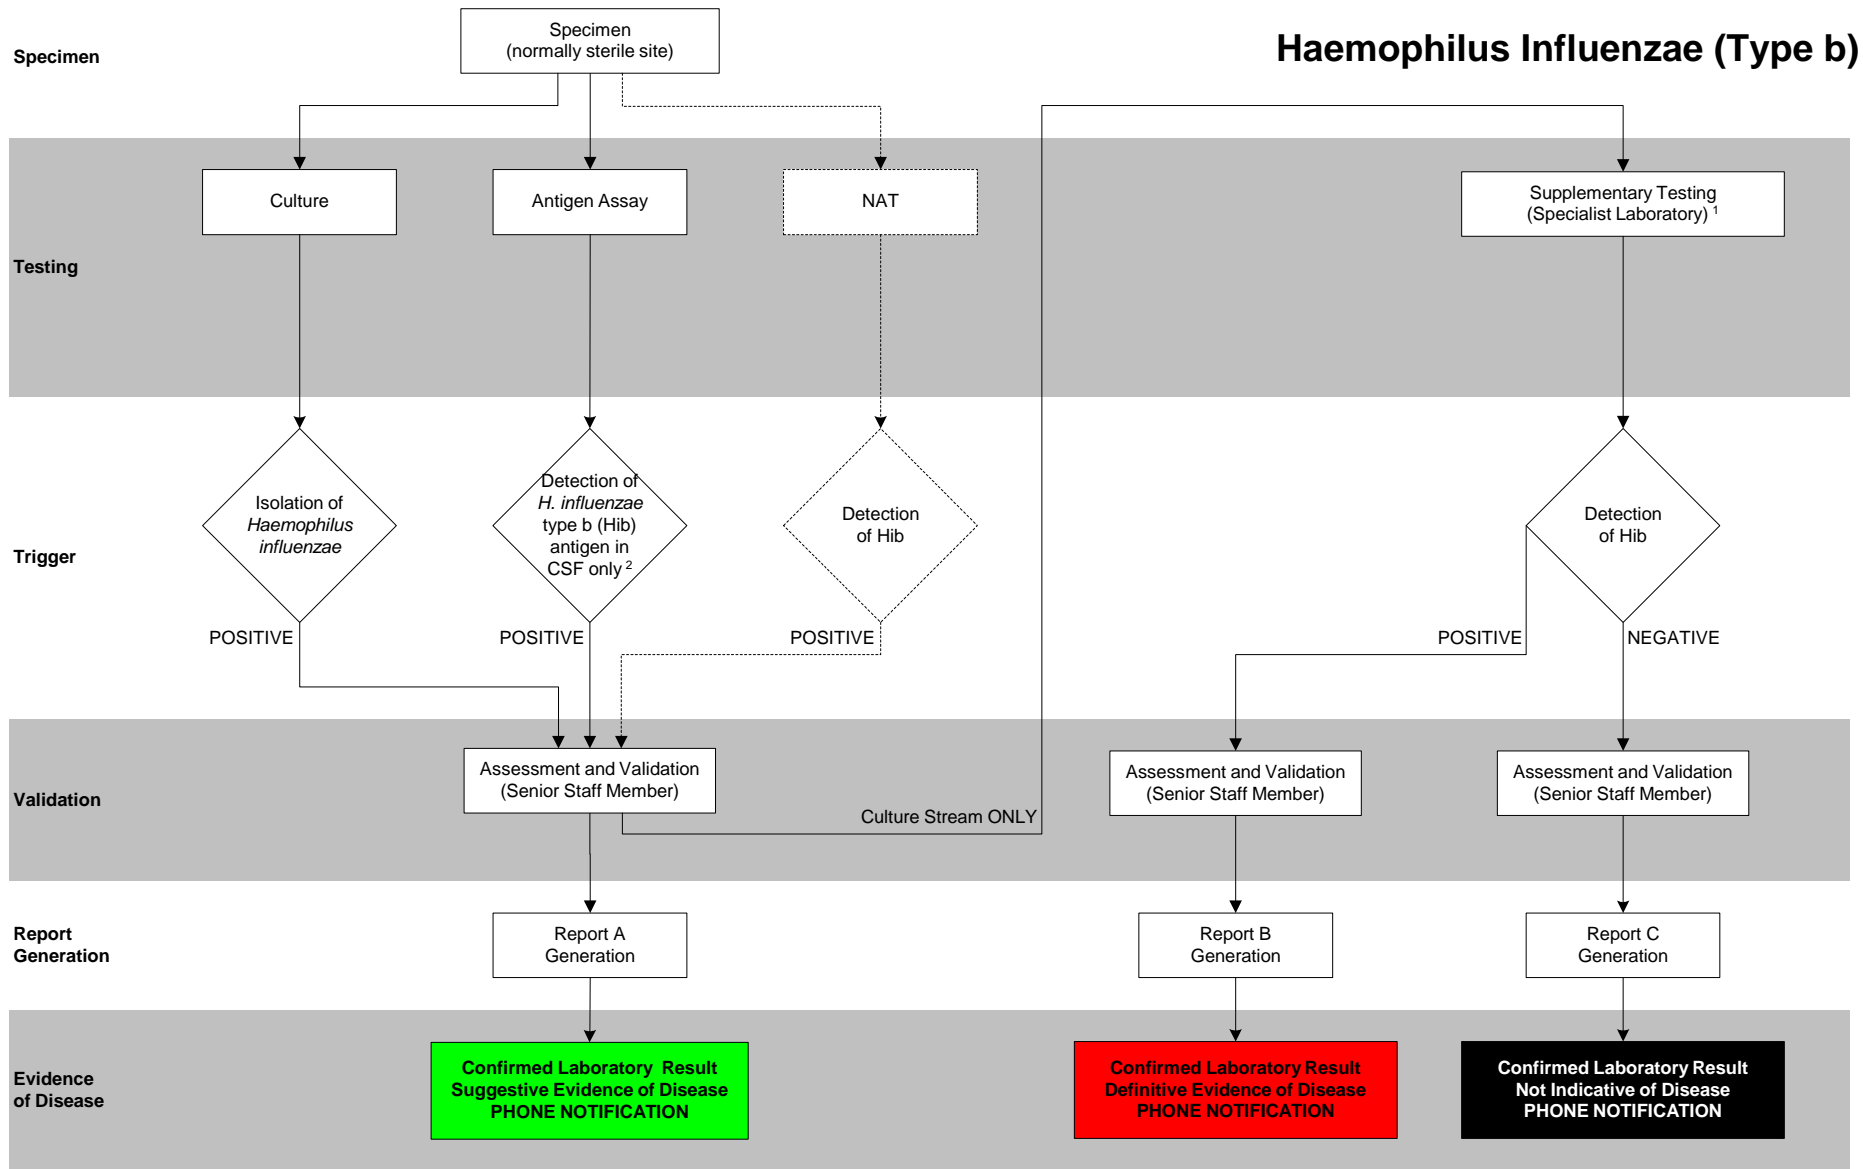 Haemophilus Influenzae (Type b)
Specimen
Specimen
(normally sterile site)
Testing
Culture
Antigen Assay
NAT
Supplementary Testing
(Specialist Laboratory) 1
Trigger
Isolation of
Haemophilus
influenzae
Detection of
H. influenzae
type b (Hib)
antigen in
CSF only 2
Detection
of Hib
Detection
of Hib
POSITIVE
POSITIVE
POSITIVE
POSITIVE
NEGATIVE
Validation
Assessment and Validation
(Senior Staff Member)
Culture Stream ONLY
Assessment and Validation
(Senior Staff Member)
Assessment and Validation
(Senior Staff Member)
Report
Generation
Report A
Generation
Report B
Generation
Report C
Generation
Evidence
of Disease
Confirmed Laboratory Result
Suggestive Evidence of Disease
PHONE NOTIFICATION
Confirmed Laboratory Result
Definitive Evidence of Disease
PHONE NOTIFICATION
Confirmed Laboratory Result
Not Indicative of Disease
PHONE NOTIFICATION